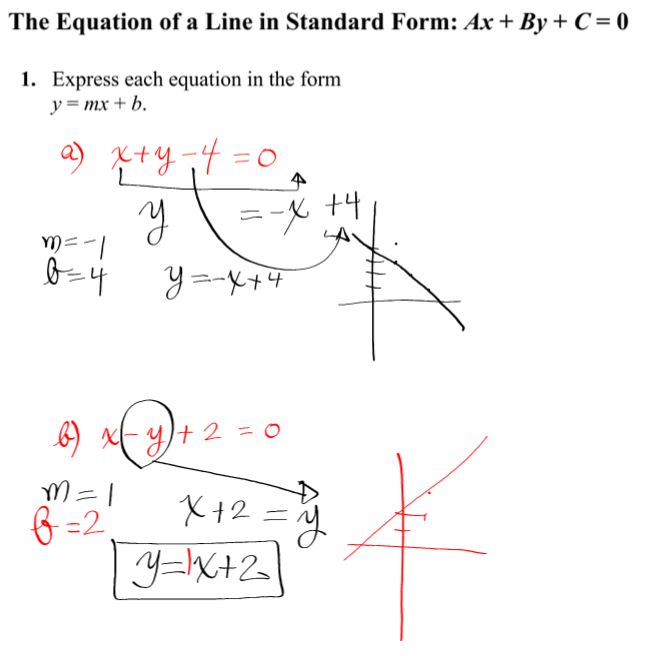 The Equation of a Line in Standard Form: Ax + By + C = 0
1. Express each equation in the form
y = mx + b.
a) x+y-4=0
y = -x +4
m=-1
b=4
y=-x+4
b) x-y+2=0
m=1
b=2
x+2=y
y=1x+2